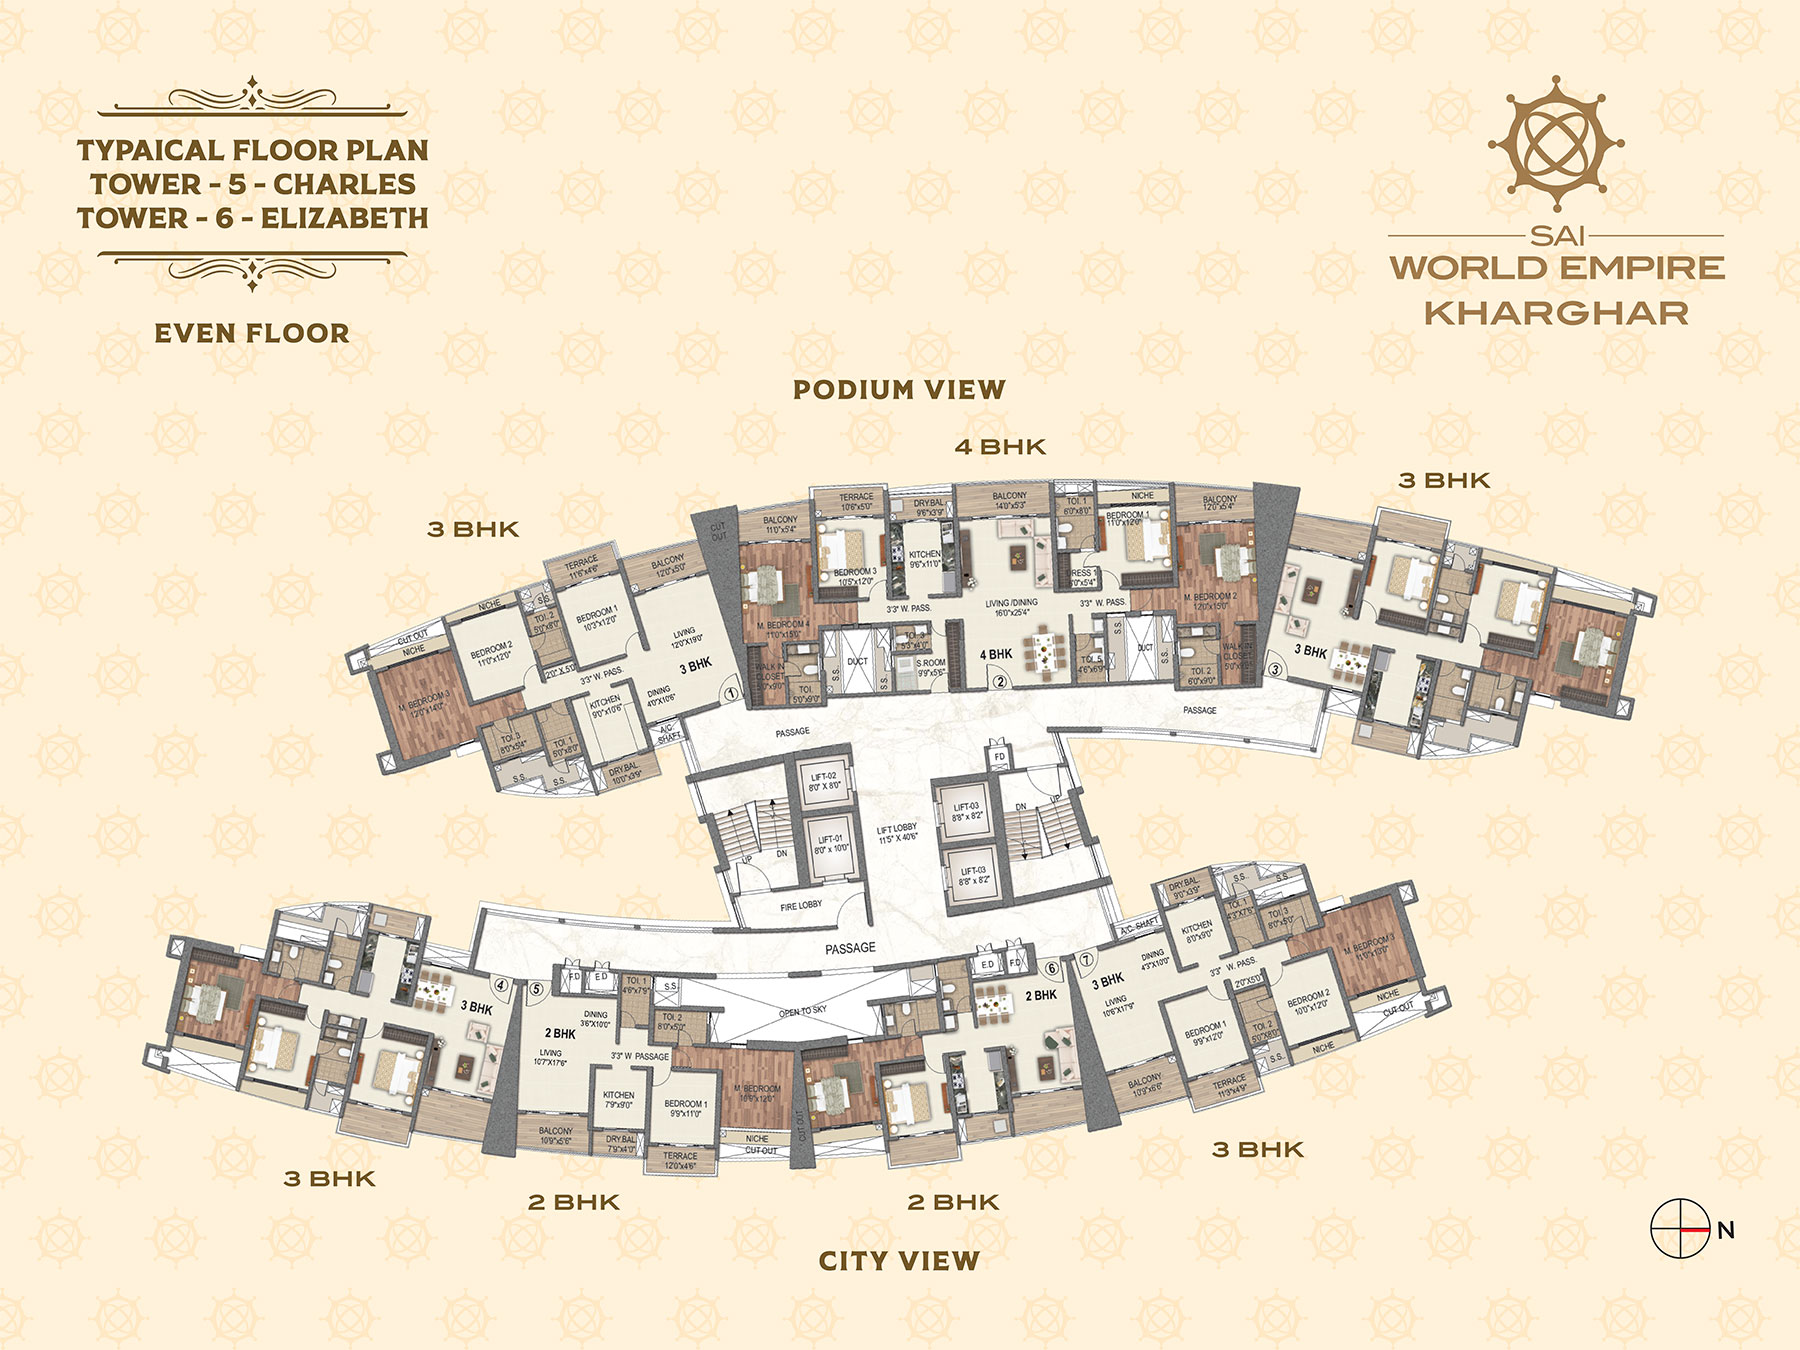 TYPAICAL FLOOR PLAN
TOWER - 5 - CHARLES
TOWER - 6 - ELIZABETH
EVEN FLOOR
SAI
WORLD EMPIRE
KHARGHAR
PODIUM VIEW
4 BHK
3 BHK
3 BHK
CUT OUT
NICHE
CUT OUT
NICHE
M. BEDROOM 3
12'0"x14'0"
BEDROOM 2
11'0"x12'0"
S.S.
TOI. 2
5'0"x8'0"
TERRACE
11'6"x4'6"
BEDROOM 1
10'3"x12'0"
BALCONY
12'0"x5'0"
LIVING
12'0"X19'0"
3 BHK
2'0" X 5'0"
3'3" W. PASS.
KITCHEN
9'0"x10'6"
DINING
4'0"X10'6"
1
TOI. 3
8'0"x5'4"
TOI. 1
5'0"x8'0"
A/C.
SHAFT
S.S.
S.S.
DRY.BAL
10'0"x3'9"
BALCONY
11'0"x5'4"
TERRACE
10'6"x5'0"
DRY.BAL
9'6"x3'9"
BALCONY
14'0"x5'3"
TOI. 1
6'0"x8'0"
NICHE
BEDROOM 1
11'0"x12'0"
BALCONY
12'0"x5'4"
BEDROOM 3
10'5"x12'0"
KITCHEN
9'6"x11'0"
M. BEDROOM 4
11'0"x15'0"
3'3" W. PASS.
LIVING /DINING
16'0"x25'4"
3'3" W. PASS.
M. BEDROOM 2
12'0"x15'0"
WALK IN
CLOSET
5'0"x9'0"
TOI.
5'0"x9'0"
S.S.
DUCT
S.S.
TOI. 3
5'3"x4'0"
S.ROOM
9'9"x5'6"
4 BHK
2
TOI. 5
4'6"x6'9"
S.S.
DUCT
S.S.
TOI. 2
6'0"x9'0"
WALK IN
CLOSET
3 BHK
3
PASSAGE
PASSAGE
LIFT-02
8'0" X 8'0"
LIFT-01
8'0" x 10'0"
LIFT LOBBY
11'5" X 40'6"
LIFT-03
8'8" x 8'2"
LIFT-03
8'8" x 8'2"
FD
DN
UP
UP
DN
FIRE LOBBY
PASSAGE
3 BHK
4
5
F.D
E.D
2 BHK
DINING
3'6"X10'0"
LIVING
10'7"X17'6"
TOI. 1
4'6"x7'9"
S.S.
TOI. 2
8'0"x5'0"
3'3" W PASSAGE
KITCHEN
7'9"x9'0"
BEDROOM 1
9'9"x11'0"
M. BEDROOM
10'9"x12'0"
BALCONY
10'9"x5'6"
DRY.BAL
7'9"x4'0"
TERRACE
12'0"x4'6"
NICHE
CUT OUT
CUT OUT
OPEN TO SKY
E.D
F.D
6
2 BHK
7
3 BHK
A/C. SHAFT
DINING
4'3"X10'0"
LIVING
10'6"X17'9"
DRY.BAL
9'0"x3'9"
KITCHEN
8'0"x9'0"
S.S.
S.S.
TOI. 1
4'3"X7'6"
TOI. 3
8'0"x5'0"
3'3" W. PASS.
2'0"X5'0"
M. BEDROOM 3
11'0"x13'0"
BEDROOM 2
10'0"x12'0"
NICHE
CUT OUT
BEDROOM 1
9'9"x12'0"
TOI. 2
5'0"X8'0"
S.S.
NICHE
BALCONY
10'9"x6'0"
TERRACE
11'3"x4'9"
3 BHK
2 BHK
2 BHK
3 BHK
CITY VIEW
N